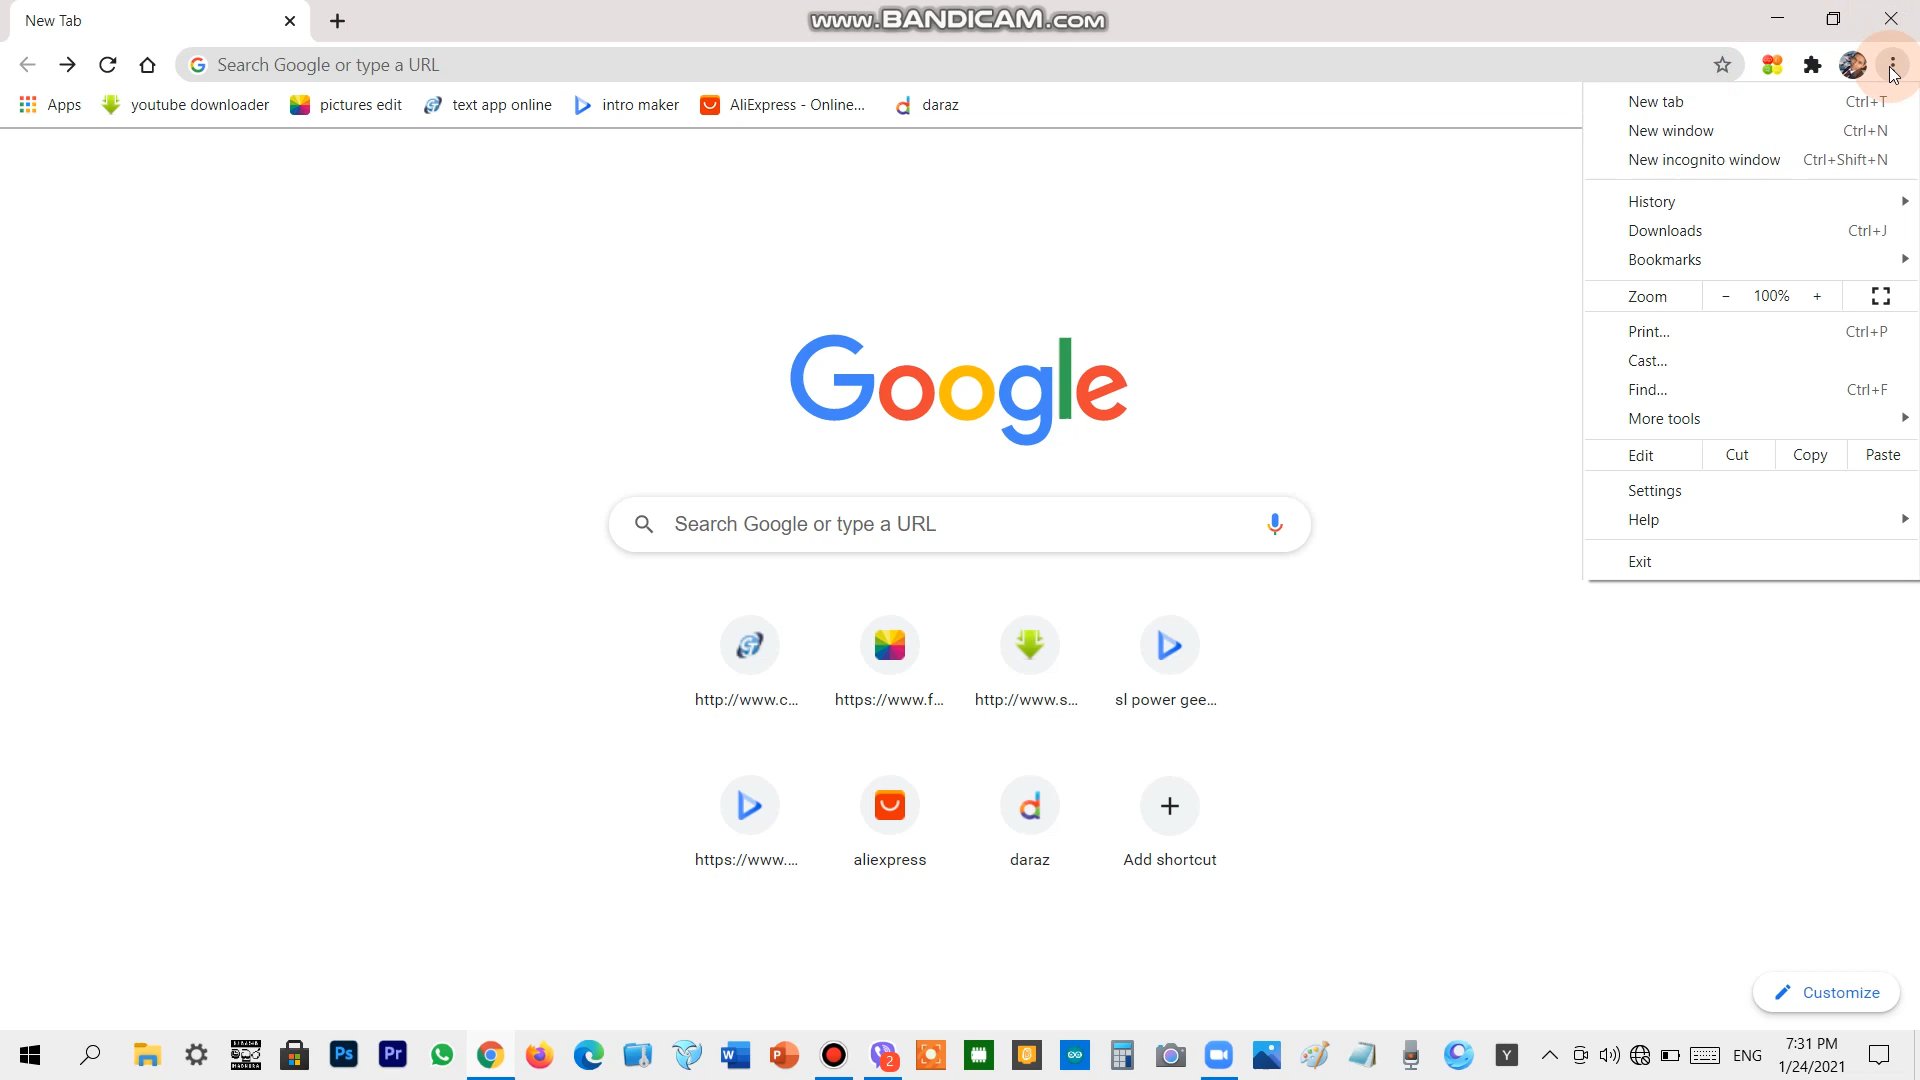 New Tab
www.BANDICAM.com
Search Google or type a URL
Apps youtube downloader pictures edit text app online intro maker AliExpress - Online... daraz
New tab Ctrl+T
New window Ctrl+N
New incognito window Ctrl+Shift+N
History
Downloads Ctrl+J
Bookmarks
Zoom - 100% +
Print... Ctrl+P
Cast...
Find... Ctrl+F
More tools
Edit Cut Copy Paste
Settings
Help
Exit
Google
Search Google or type a URL
http://www.c... https://www.f... http://www.s... sl power gee...
https://www.... aliexpress daraz Add shortcut
Customize
Ps Pr 2 Y ENG
7:31 PM
1/24/2021